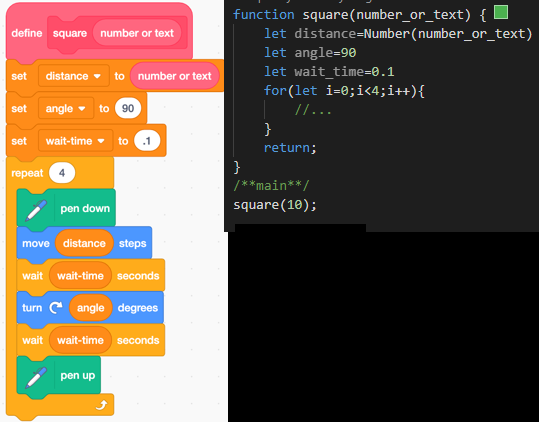 define square number or text
set distance to number or text
set angle to 90
set wait-time to .1
repeat 4
pen down
move distance steps
wait wait-time seconds
turn angle degrees
wait wait-time seconds
pen up
function square(number_or_text) {
let distance=Number(number_or_text)
let angle=90
let wait_time=0.1
for(let i=0;i<4;i++){
//...
}
return;
}
/**main**/
square(10);